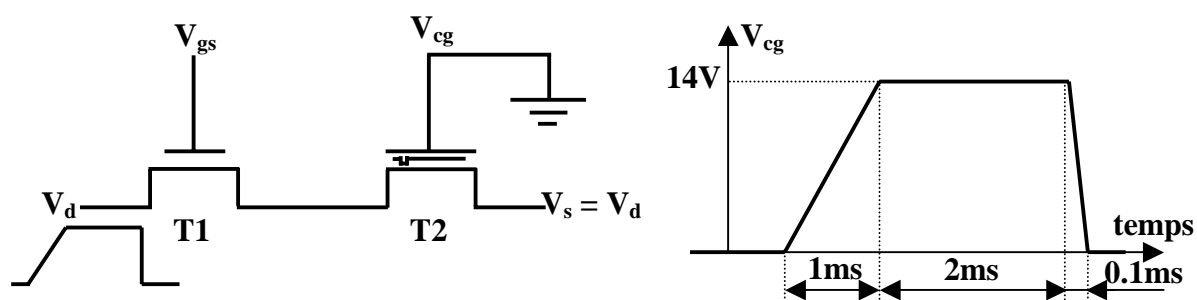 V_gs
V_cg
V_d
T1
T2
V_s = V_d
V_cg
14V
temps
1ms
2ms
0.1ms